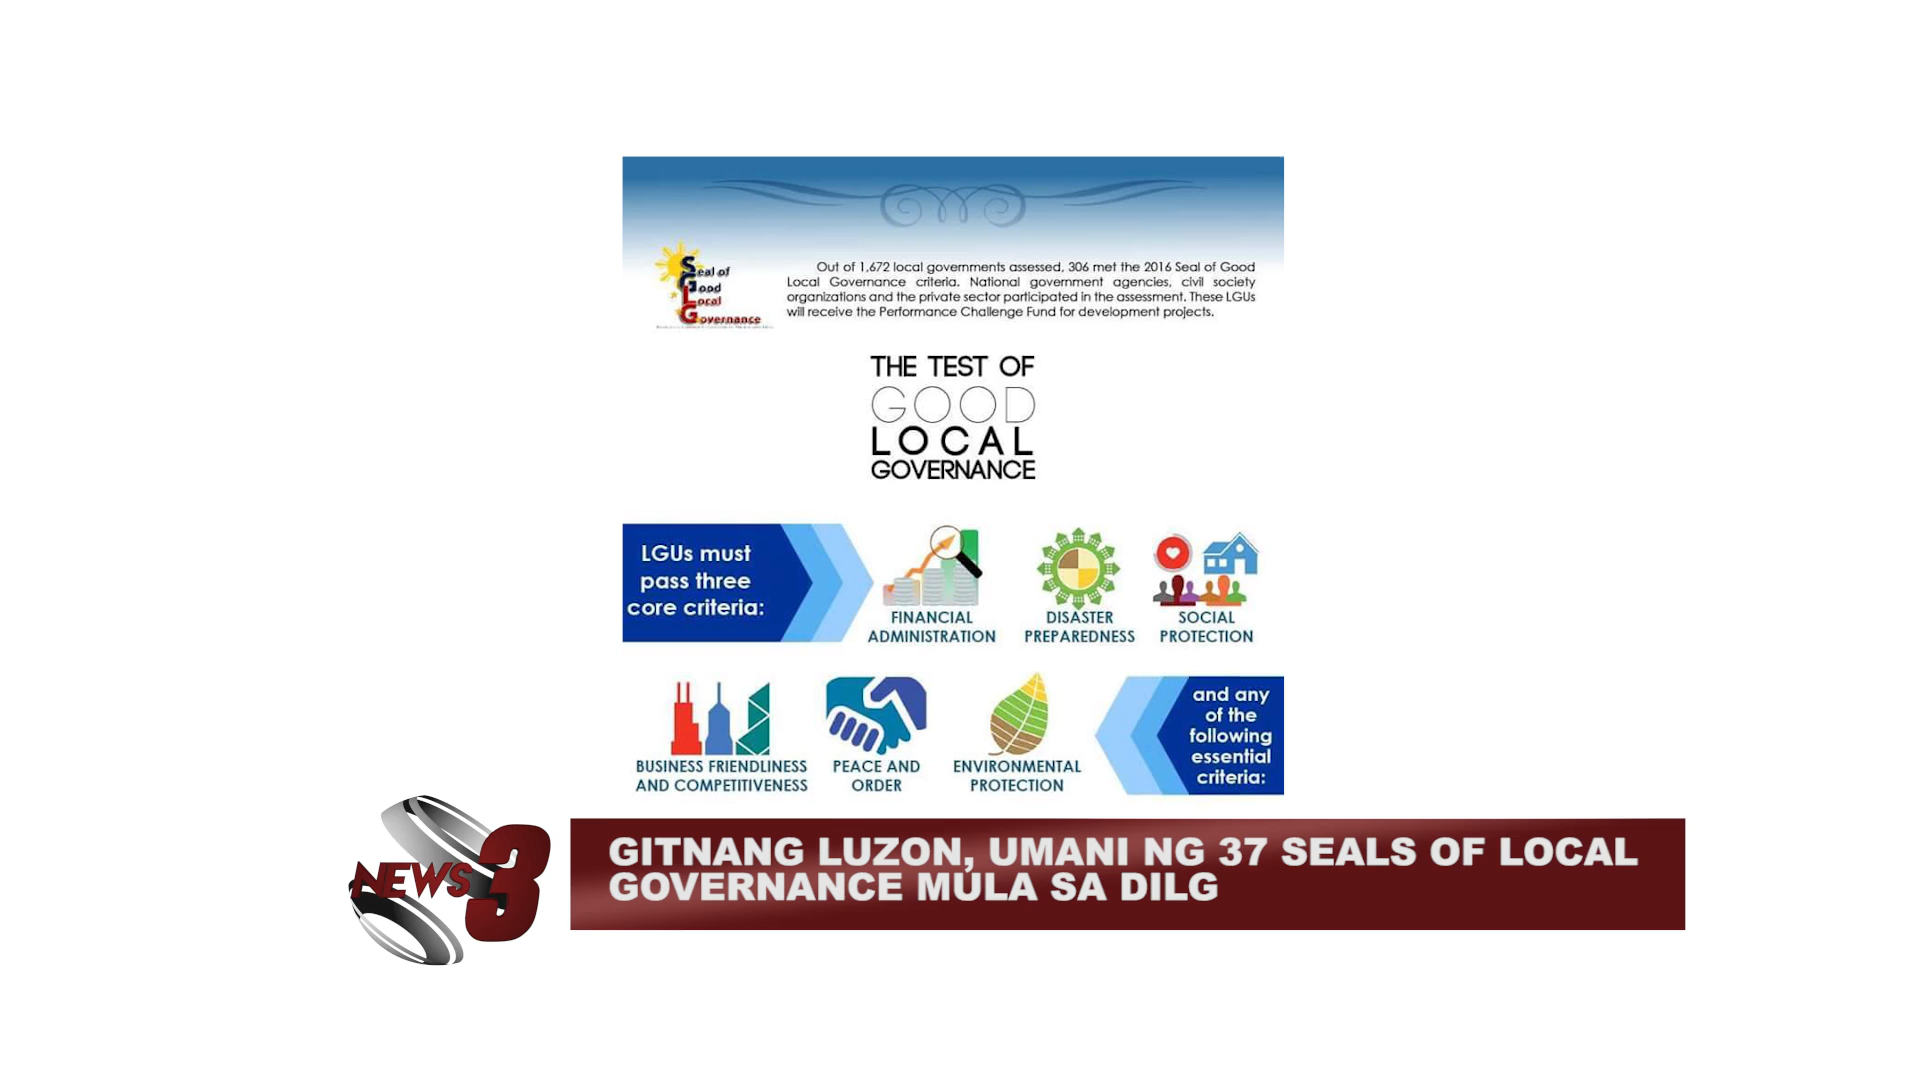 Seal of
Good
Local
Governance
Out of 1,672 local governments assessed, 306 met the 2016 Seal of Good
Local Governance criteria. National government agencies, civil society
organizations and the private sector participated in the assessment. These LGUs
will receive the Performance Challenge Fund for development projects.
THE TEST OF
GOOD
LOCAL
GOVERNANCE
LGUs must
pass three
core criteria:
FINANCIAL
ADMINISTRATION
DISASTER
PREPAREDNESS
SOCIAL
PROTECTION
BUSINESS FRIENDLINESS
AND COMPETITIVENESS
PEACE AND
ORDER
ENVIRONMENTAL
PROTECTION
and any
of the
following
essential
criteria:
NEWS 3
GITNANG LUZON, UMANI NG 37 SEALS OF LOCAL
GOVERNANCE MULA SA DILG